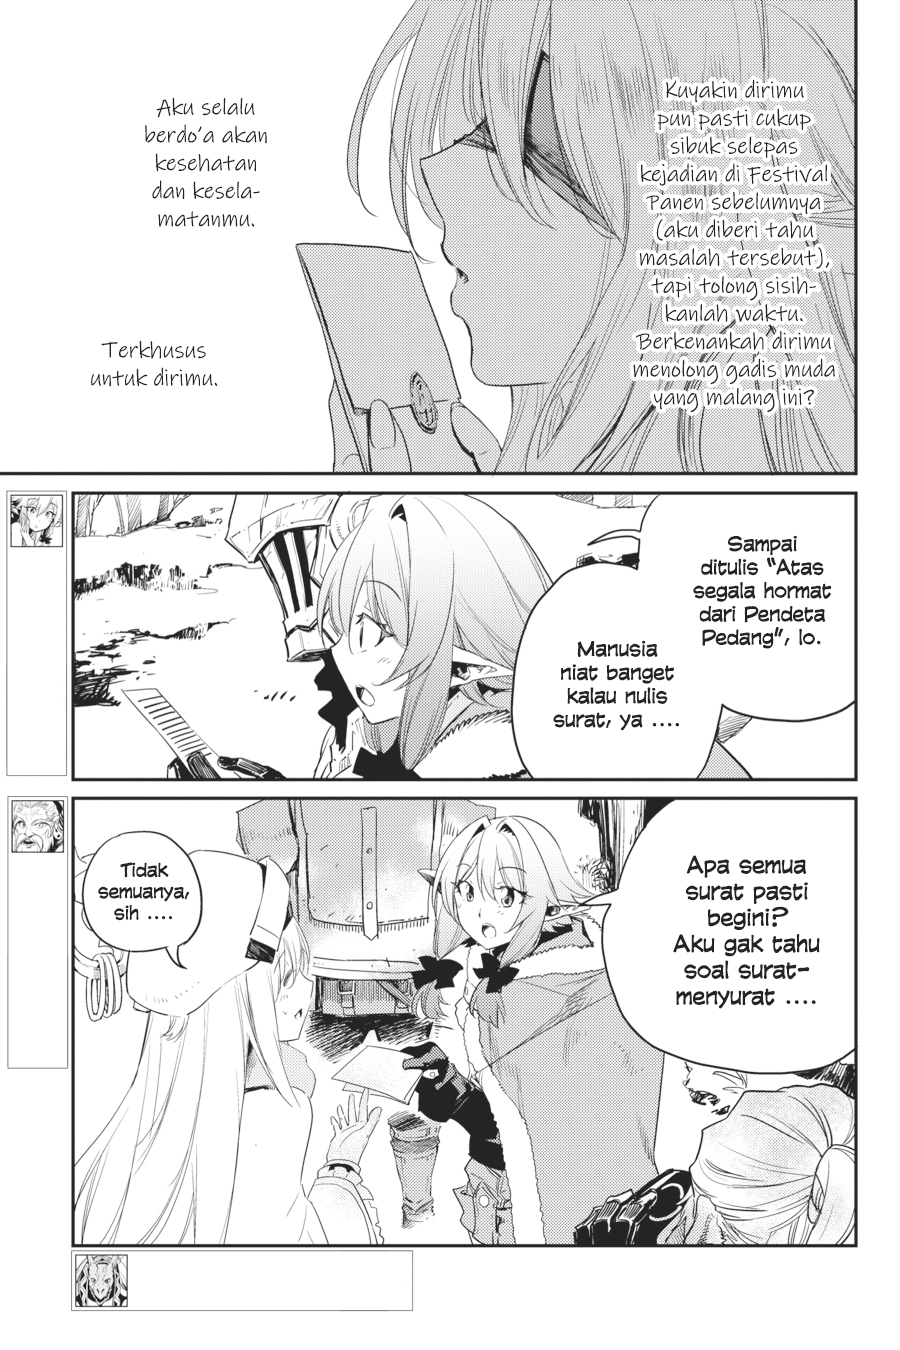 Kuyakin dirimu
pun pasti cukup
sibuk selepas
kejadian di Festival
Panen sebelumnya
(aku diberi tahu
masalah tersebut),
tapi tolong sisih-
kanlah waktu.
Berkenankah dirimu
menolong gadis muda
yang malang ini?
Aku selalu
berdo'a akan
kesehatan
dan kesela-
matanmu.
Terkhusus
untuk dirimu.
Sampai
ditulis “Atas
segala hormat
dari Pendeta
Pedang”, lo.
Manusia
niat banget
kalau nulis
surat, ya ....
Apa semua
surat pasti
begini?
Aku gak tahu
soal surat-
menyurat ....
Tidak
semuanya,
sih ....